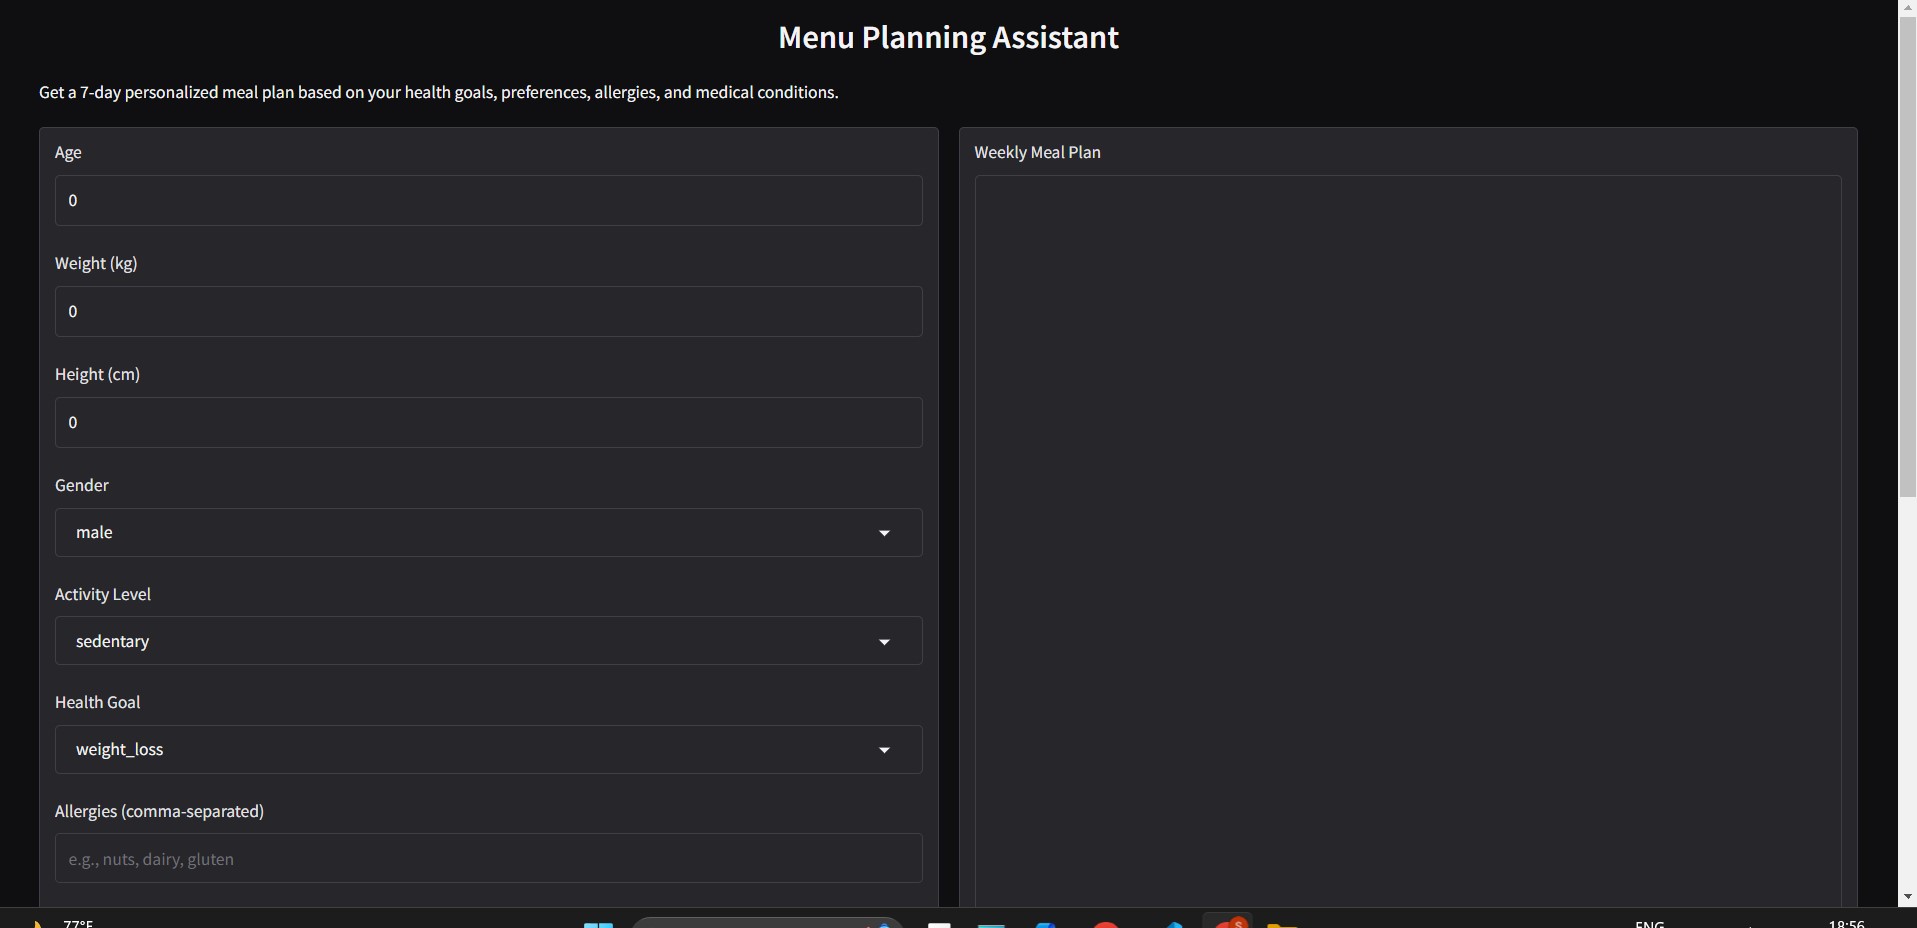 Menu Planning Assistant
Get a 7-day personalized meal plan based on your health goals, preferences, allergies, and medical conditions.
Age
0
Weight (kg)
0
Height (cm)
0
Gender
male
Activity Level
sedentary
Health Goal
weight_loss
Allergies (comma-separated)
e.g., nuts, dairy, gluten
Weekly Meal Plan
77°F
S
ENG
18:56